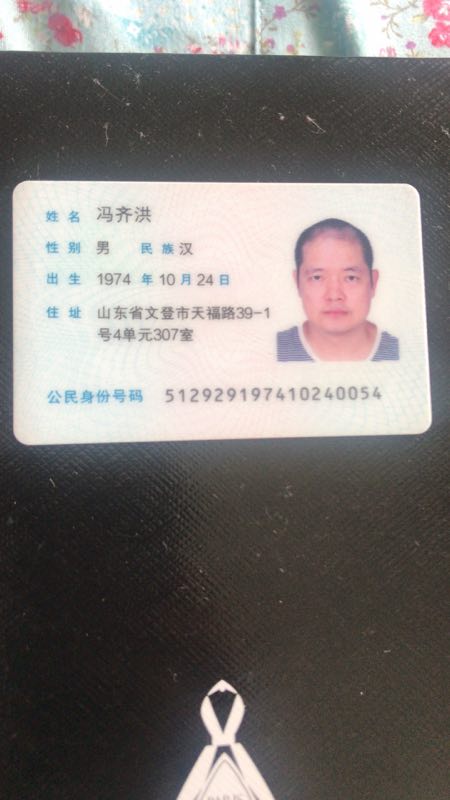 姓名 冯齐洪
性别 男 民族 汉
出生 1974 年 10 月 24 日
住址 山东省文登市天福路39-1
号4单元307室
公民身份号码 512929197410240054